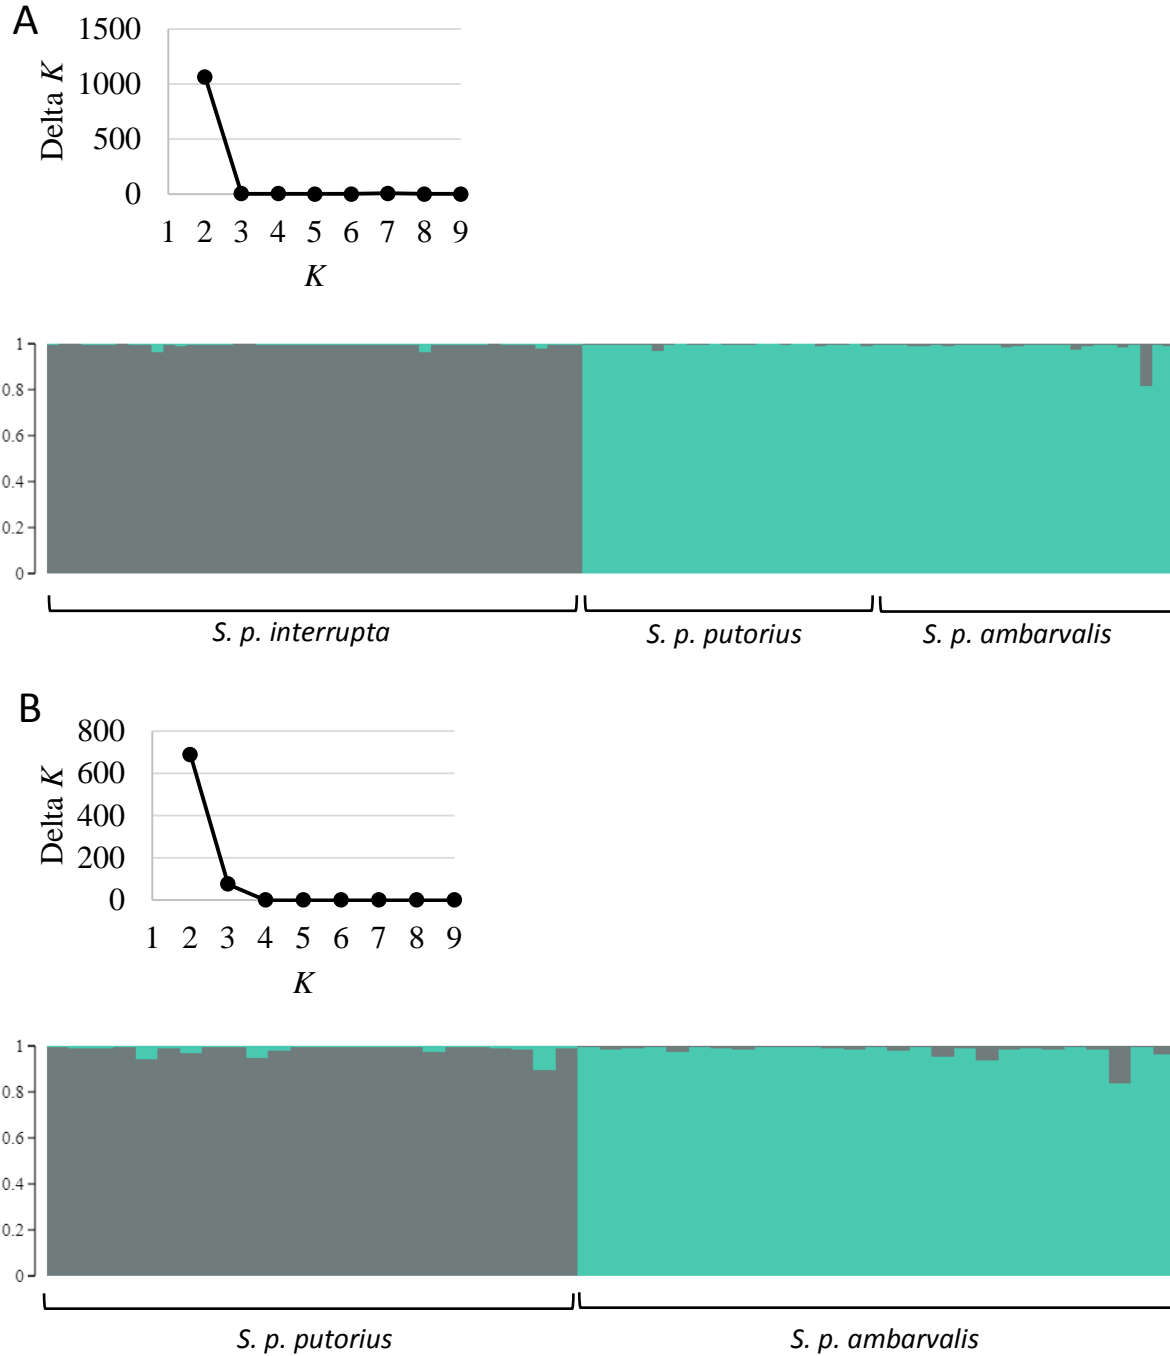 A
1500
1000
500
0
Delta K
1 2 3 4 5 6 7 8 9
K
1
0.8
0.6
0.4
0.2
0
S. p. interrupta S. p. putorius S. p. ambarvalis
B
800
600
400
200
0
Delta K
1 2 3 4 5 6 7 8 9
K
1
0.8
0.6
0.4
0.2
0
S. p. putorius S. p. ambarvalis